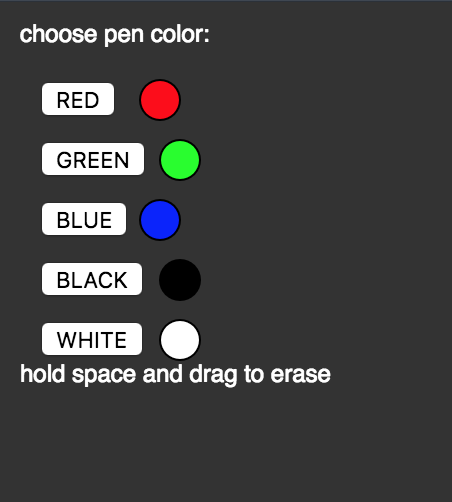 choose pen color:
RED
GREEN
BLUE
BLACK
WHITE
hold space and drag to erase